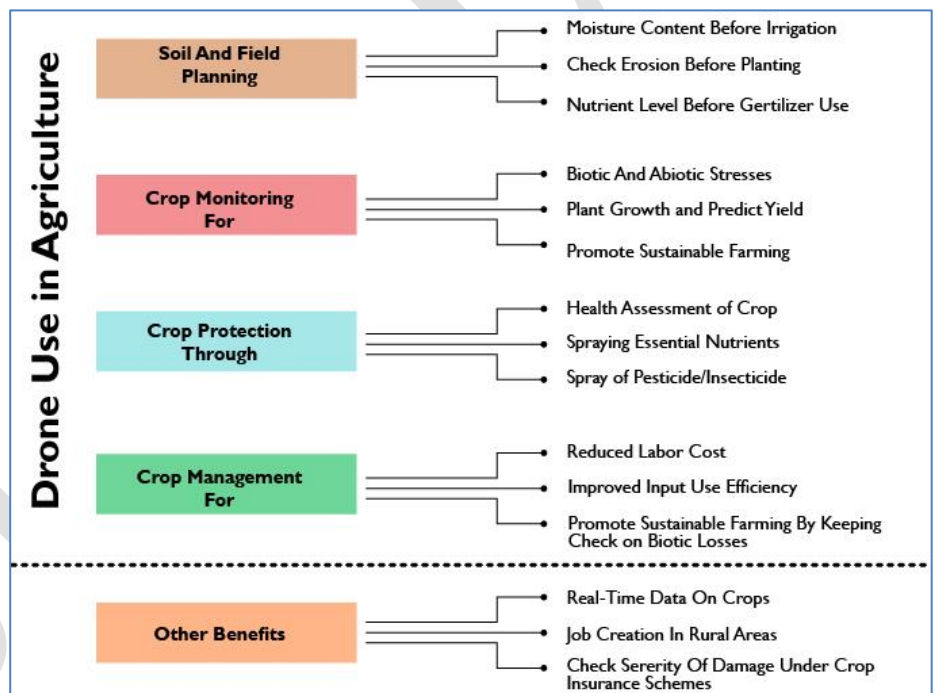 Drone Use in Agriculture
Soil And Field
Planning
Moisture Content Before Irrigation
Check Erosion Before Planting
Nutrient Level Before Gertilizer Use
Crop Monitoring
For
Biotic And Abiotic Stresses
Plant Growth and Predict Yield
Promote Sustainable Farming
Crop Protection
Through
Health Assessment of Crop
Spraying Essential Nutrients
Spray of Pesticide/Insecticide
Crop Management
For
Reduced Labor Cost
Improved Input Use Efficiency
Promote Sustainable Farming By Keeping
Check on Biotic Losses
Other Benefits
Real-Time Data On Crops
Job Creation In Rural Areas
Check Sererity Of Damage Under Crop
Insurance Schemes